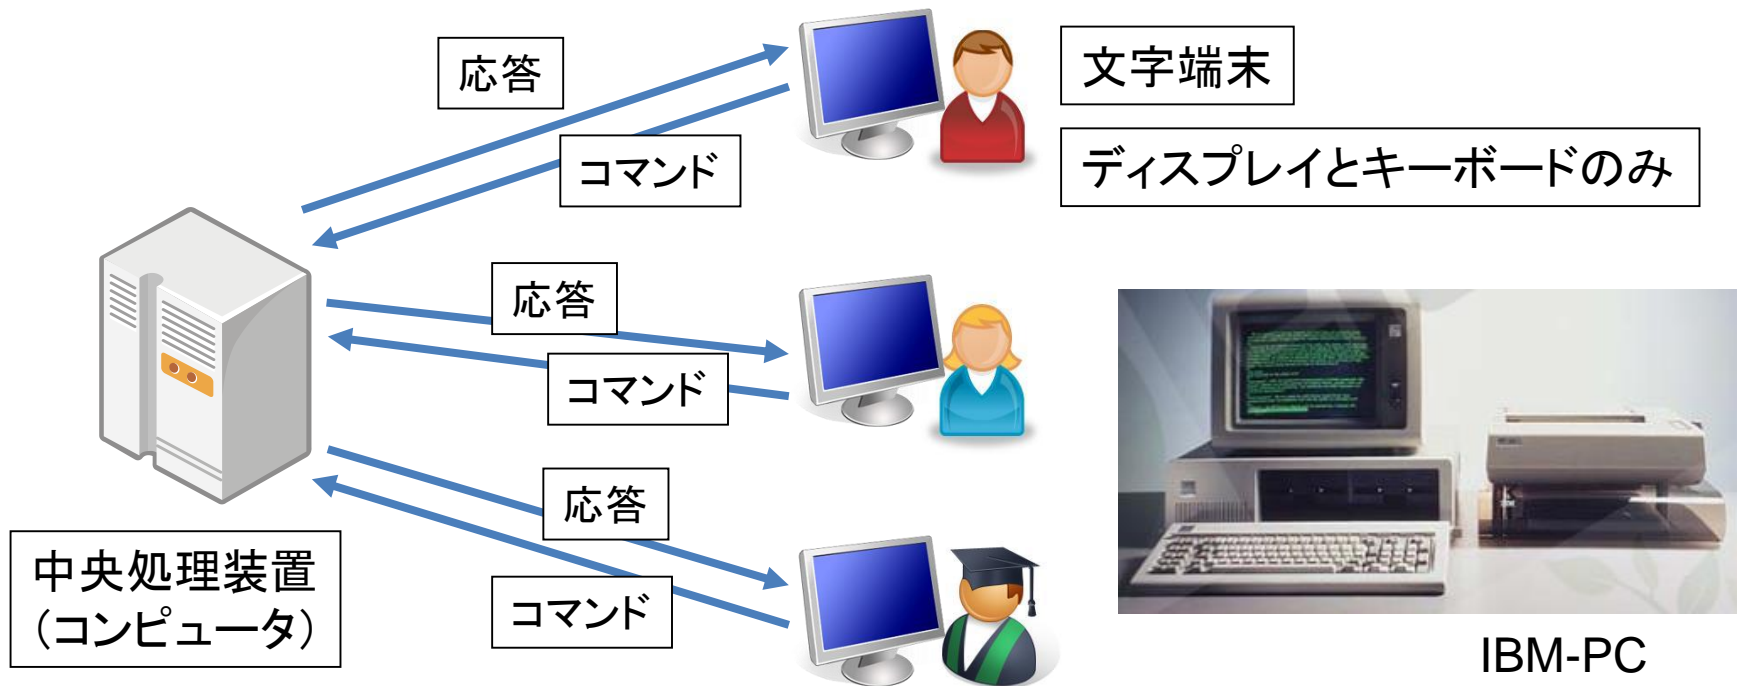 応答
文字端末
コマンド
ディスプレイとキーボードのみ
応答
コマンド
応答
中央処理装置
（コンピュータ）
コマンド
IBM-PC